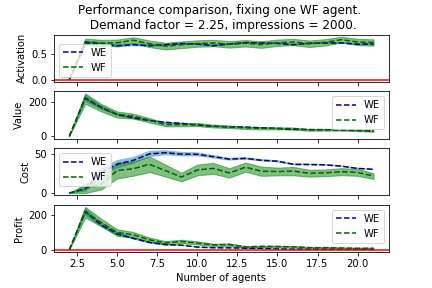 Performance comparison, fixing one WF agent.
Demand factor = 2.25, impressions = 2000.
Activation
0.5
0.0
WE
WF
Value
200
0
WE
WF
Cost
50
0
WE
WF
Profit
200
0
WE
WF
2.5 5.0 7.5 10.0 12.5 15.0 17.5 20.0
Number of agents